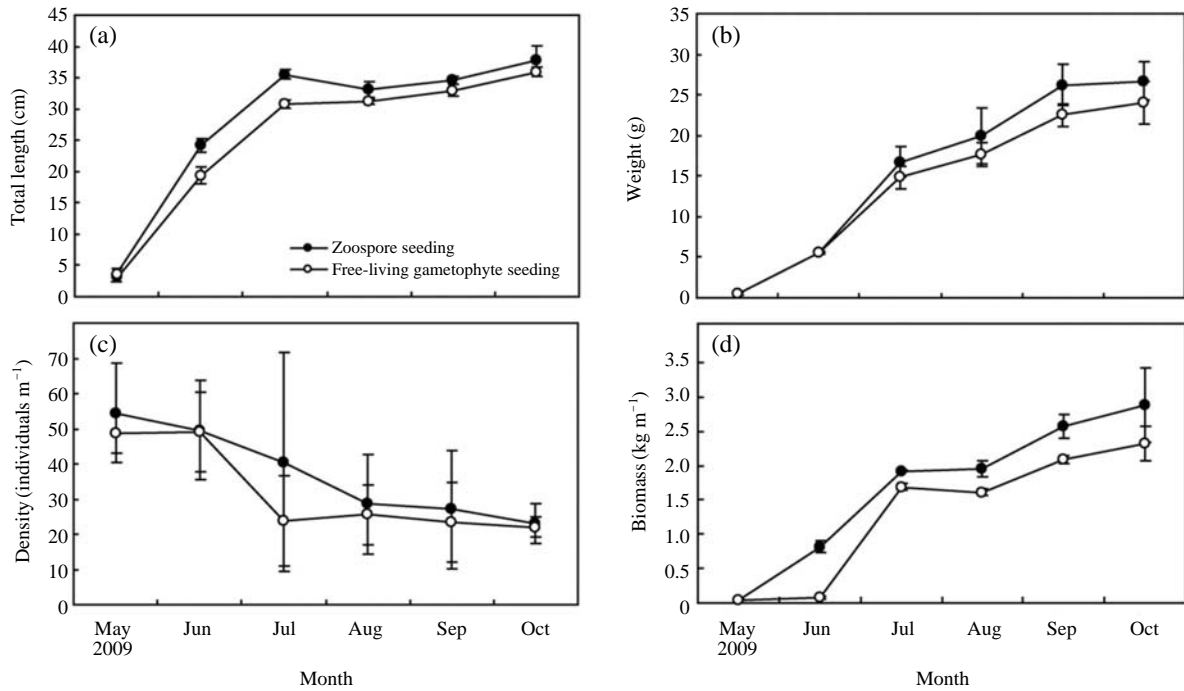 (a)
Total length (cm)
45
40
35
30
25
20
15
10
5
0
Zoospore seeding
Free-living gametophyte seeding
(b)
Weight (g)
35
30
25
20
15
10
5
0
(c)
Density (individuals m⁻¹)
70
60
50
40
30
20
10
0
May Jun Jul Aug Sep Oct
2009
Month
(d)
Biomass (kg m⁻¹)
3.5
3.0
2.5
2.0
1.5
1.0
0.5
0
May Jun Jul Aug Sep Oct
2009
Month